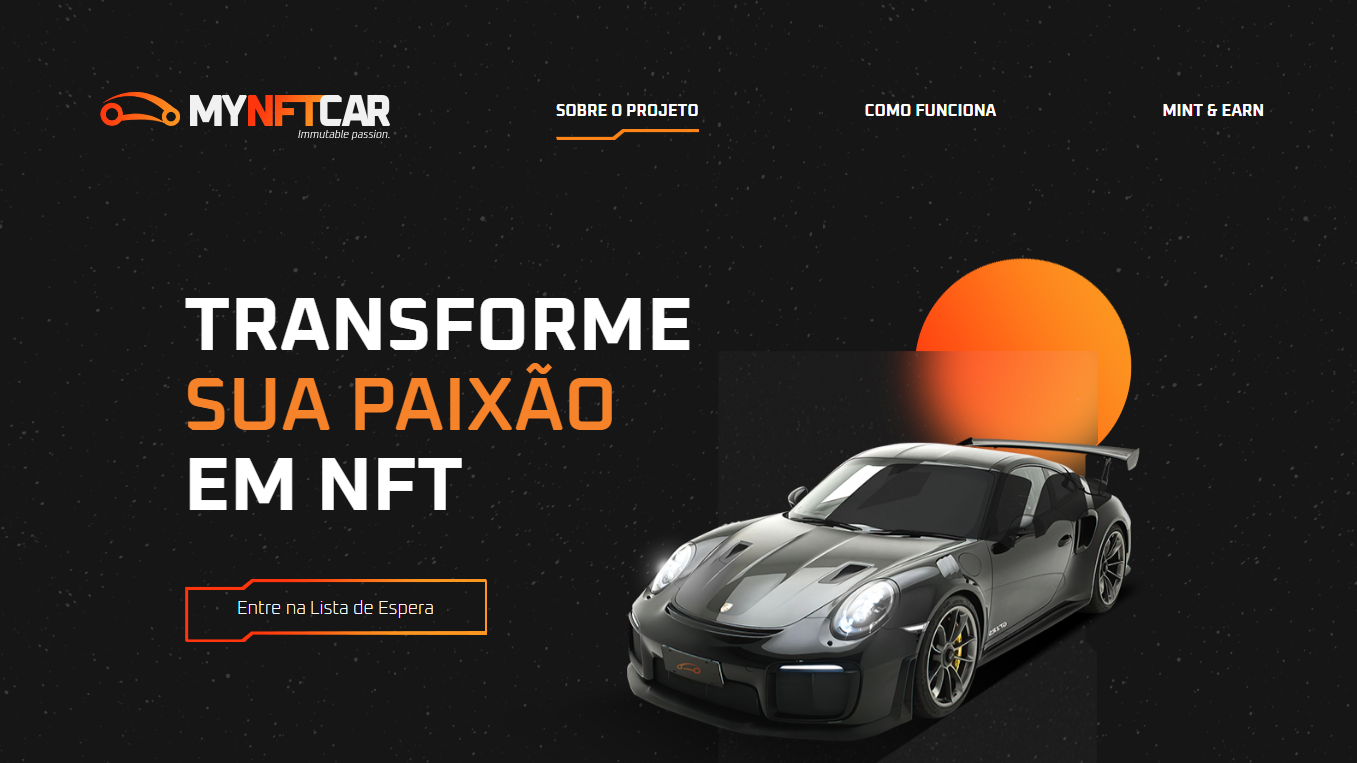 MYNFTCAR
Immutable passion.
SOBRE O PROJETO
COMO FUNCIONA
MINT & EARN
TRANSFORME
SUA PAIXÃO
EM NFT
Entre na Lista de Espera